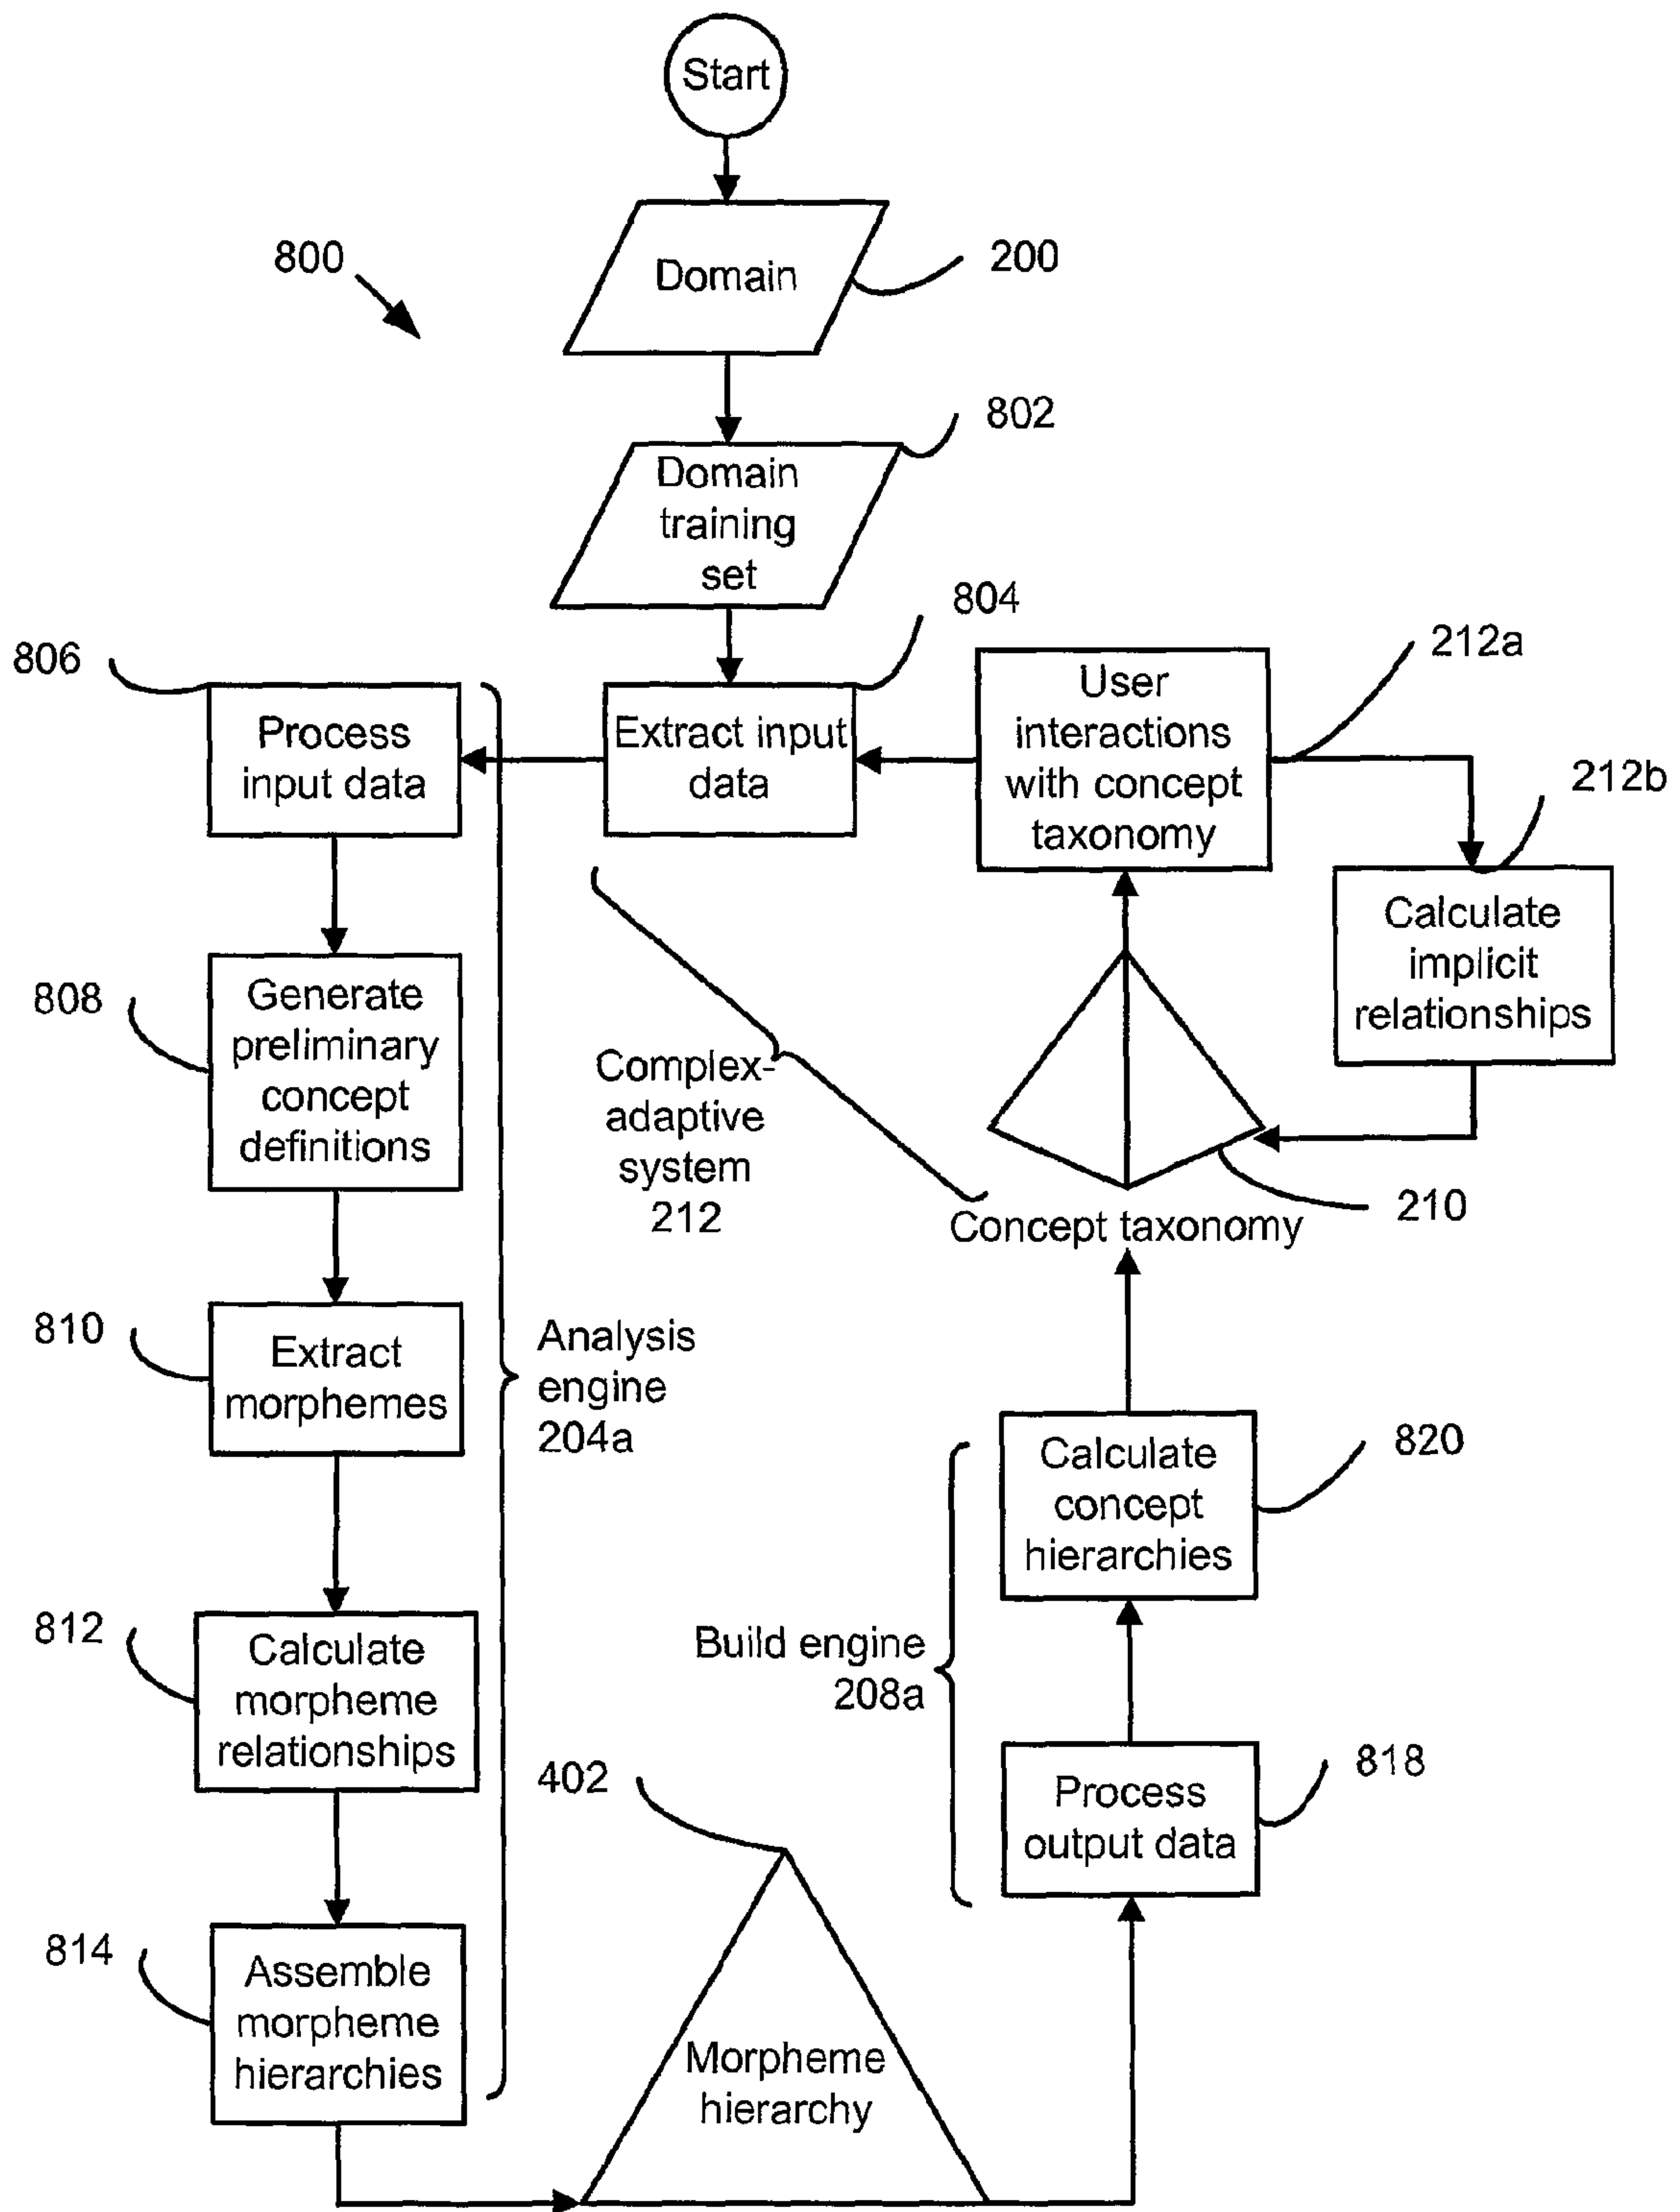 Start
800
Domain
200
802
Domain
training
set
804
806
Process
input data
Extract input
data
User
interactions
with concept
taxonomy
212a
212b
Calculate
implicit
relationships
808
Generate
preliminary
concept
definitions
Complex-
adaptive
system
212
210
Concept taxonomy
810
Extract
morphemes
Analysis
engine
204a
820
Calculate
concept
hierarchies
812
Calculate
morpheme
relationships
Build engine
208a
402
818
Process
output data
814
Assemble
morpheme
hierarchies
Morpheme
hierarchy